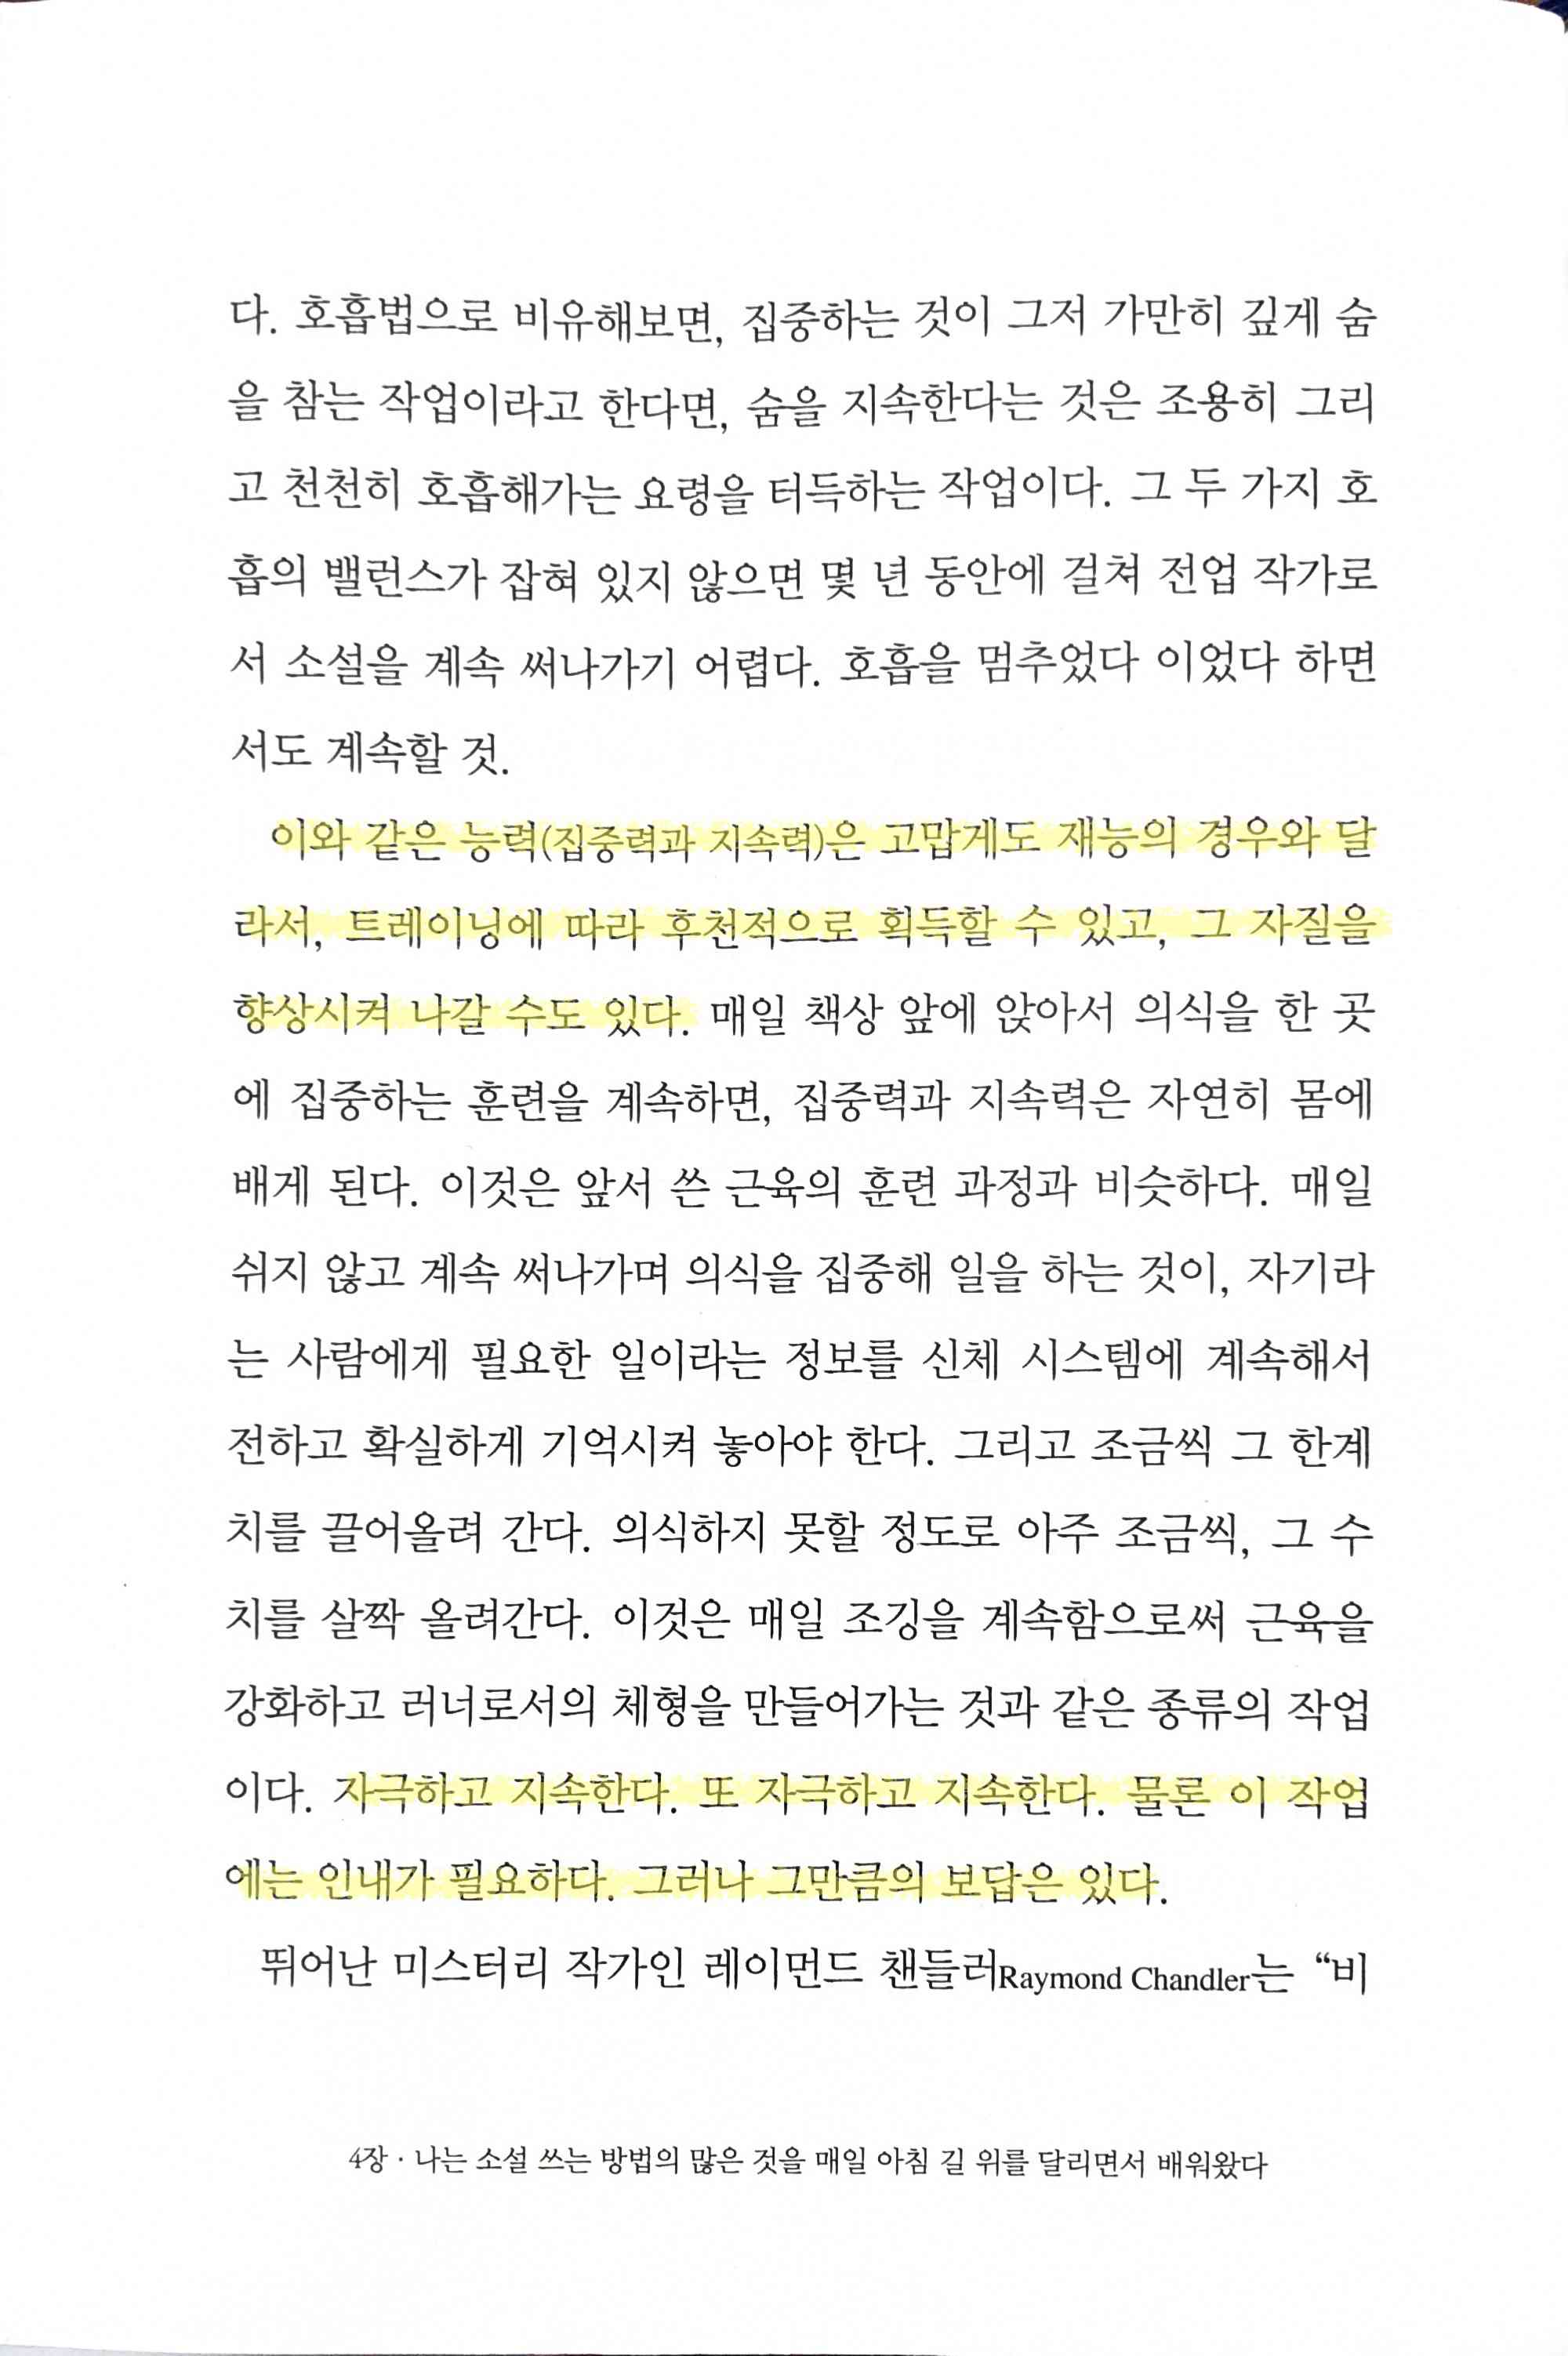 다. 호흡법으로 비유해보면, 집중하는 것이 그저 가만히 깊게 숨
을 참는 작업이라고 한다면, 숨을 지속한다는 것은 조용히 그리
고 천천히 호흡해가는 요령을 터득하는 작업이다. 그 두 가지 호
흡의 밸런스가 잡혀 있지 않으면 몇 년 동안에 걸쳐 전업 작가로
서 소설을 계속 써나가기 어렵다. 호흡을 멈추었다 이었다 하면
서도 계속할 것.
이와 같은 능력(집중력과 지속력)은 고맙게도 재능의 경우와 달
라서, 트레이닝에 따라 후천적으로 획득할 수 있고, 그 자질을
향상시켜 나갈 수도 있다. 매일 책상 앞에 앉아서 의식을 한 곳
에 집중하는 훈련을 계속하면, 집중력과 지속력은 자연히 몸에
배게 된다. 이것은 앞서 쓴 근육의 훈련 과정과 비슷하다. 매일
쉬지 않고 계속 써나가며 의식을 집중해 일을 하는 것이, 자기라
는 사람에게 필요한 일이라는 정보를 신체 시스템에 계속해서
전하고 확실하게 기억시켜 놓아야 한다. 그리고 조금씩 그 한계
치를 끌어올려 간다. 의식하지 못할 정도로 아주 조금씩, 그 수
치를 살짝 올려간다. 이것은 매일 조깅을 계속함으로써 근육을
강화하고 러너로서의 체형을 만들어가는 것과 같은 종류의 작업
이다. 자극하고 지속한다. 또 자극하고 지속한다. 물론 이 작업
에는 인내가 필요하다. 그러나 그만큼의 보답은 있다.
뛰어난 미스터리 작가인 레이먼드 챈들러Raymond Chandler는 “비
4장 · 나는 소설 쓰는 방법의 많은 것을 매일 아침 길 위를 달리면서 배워왔다